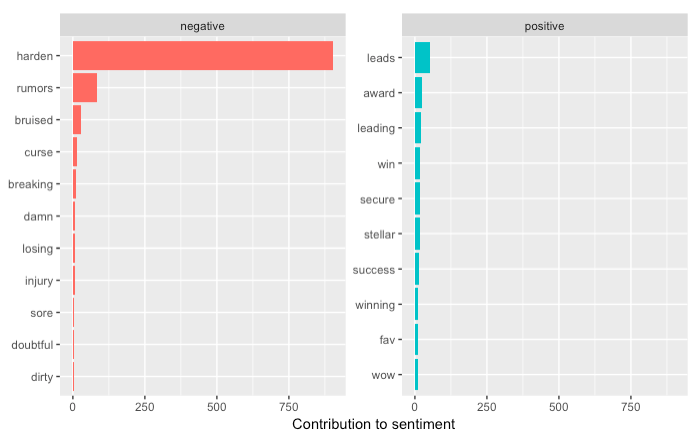 negative
positive
harden
rumors
bruised
curse
breaking
damn
losing
injury
sore
doubtful
dirty
0 250 500 750
leads
award
leading
win
secure
stellar
success
winning
fav
wow
0 250 500 750
Contribution to sentiment